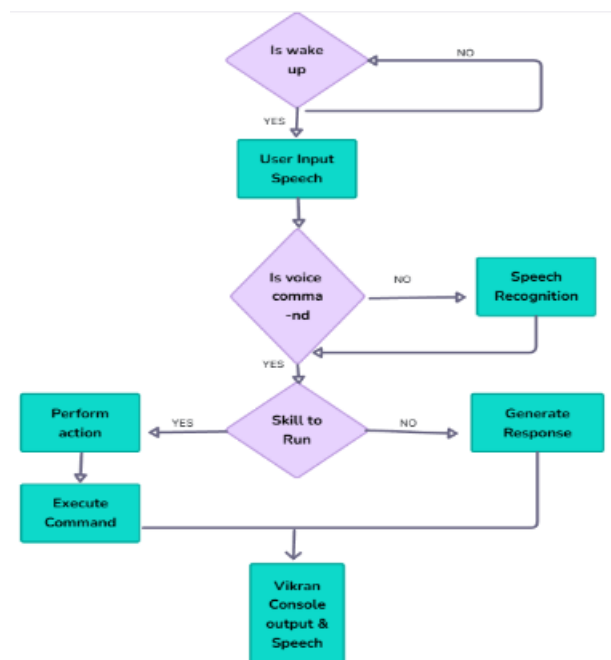 Is wake
up
NO
YES
User Input
Speech
Is voice
comma
-nd
NO
Speech
Recognition
YES
Perform
action
YES
Skill to
Run
NO
Generate
Response
Execute
Command
Vikran
Console
output &
Speech